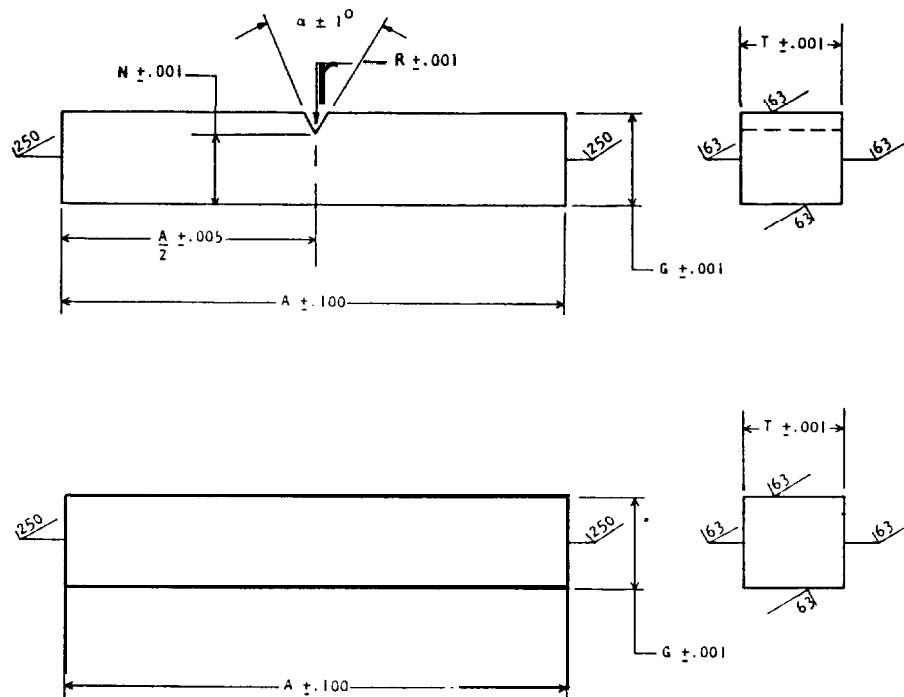 α ± 1°
N ±.001
R ±.001
T ±.001
63
250
250
63
63
63
A/2 ±.005
G ±.001
A ±.100
T ±.001
63
250
250
63
63
63
G ±.001
A ±.100